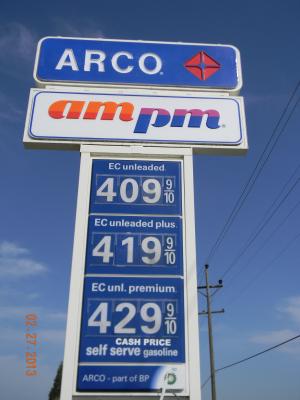 ARCO
ampm
EC unleaded
409 9/10
EC unleaded plus
419 9/10
EC unl. premium
429 9/10
CASH PRICE
self serve gasoline
ARCO - part of BP
02.27.2013